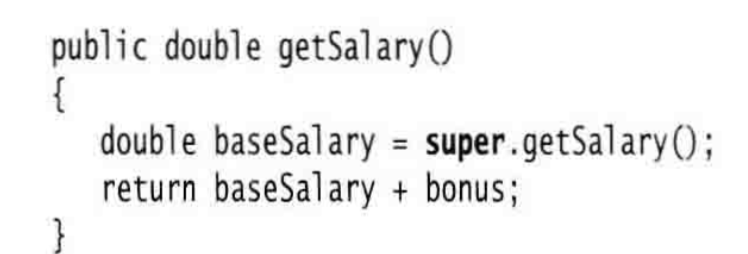 public double getSalary()
{
double baseSalary = super.getSalary();
return baseSalary + bonus;
}